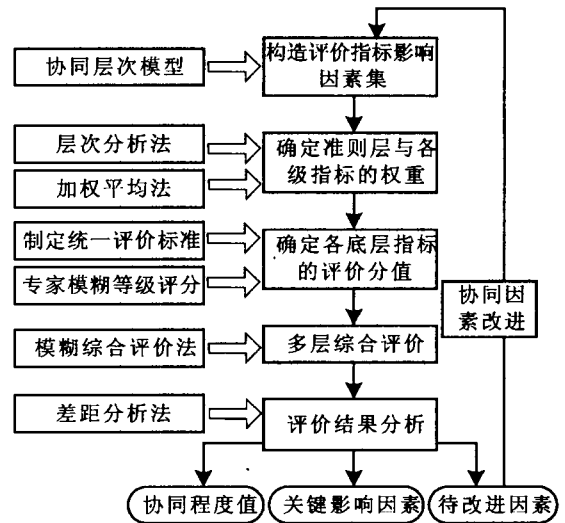 协同层次模型
构造评价指标影响
因素集
层次分析法
加权平均法
确定准则层与各
级指标的权重
制定统一评价标准
专家模糊等级评分
确定各底层指标
的评价分值
协同因
素改进
模糊综合评价法
多层综合评价
差距分析法
评价结果分析
协同程度值
关键影响因素
待改进因素